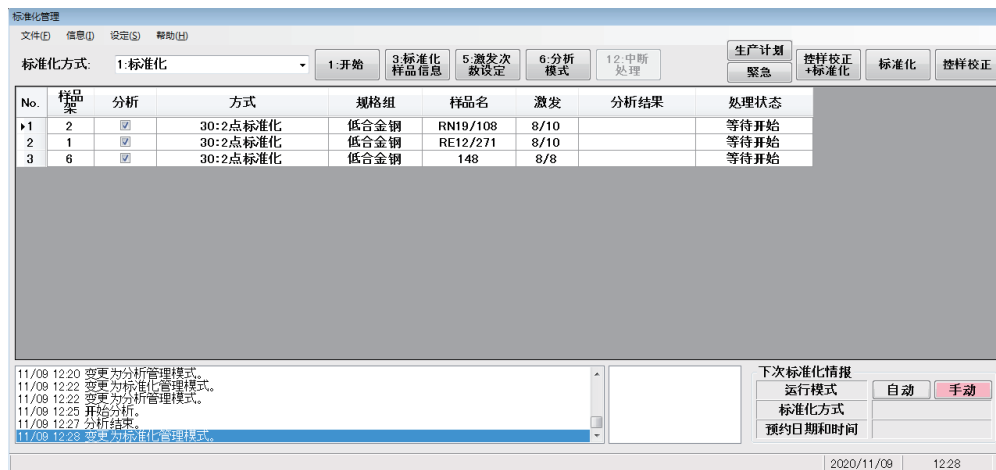 标准化管理
文件(F) 信息(I) 设定(S) 帮助(H)
标准化方式: 1:标准化 1:开始 3:标准化样品信息 5:激发次数设定 6:分析模式 12:中断处理 生产计划 紧急 控样校正+标准化 标准化 控样校正
No. 样品架 分析 方式 规格组 样品名 激发 分析结果 处理状态
1 2 30:2点标准化 低合金钢 RN19/108 8/10 等待开始
2 1 30:2点标准化 低合金钢 RE12/271 8/10 等待开始
3 6 30:2点标准化 低合金钢 148 8/8 等待开始
11/09 12:20 变更为分析管理模式。
11/09 12:22 变更为标准化管理模式。
11/09 12:22 变更为分析管理模式。
11/09 12:25 开始分析。
11/09 12:27 分析结束。
11/09 12:28 变更为标准化管理模式。
下次标准化情报
运行模式 自动 手动
标准化方式
预约日期和时间
2020/11/09 12:28